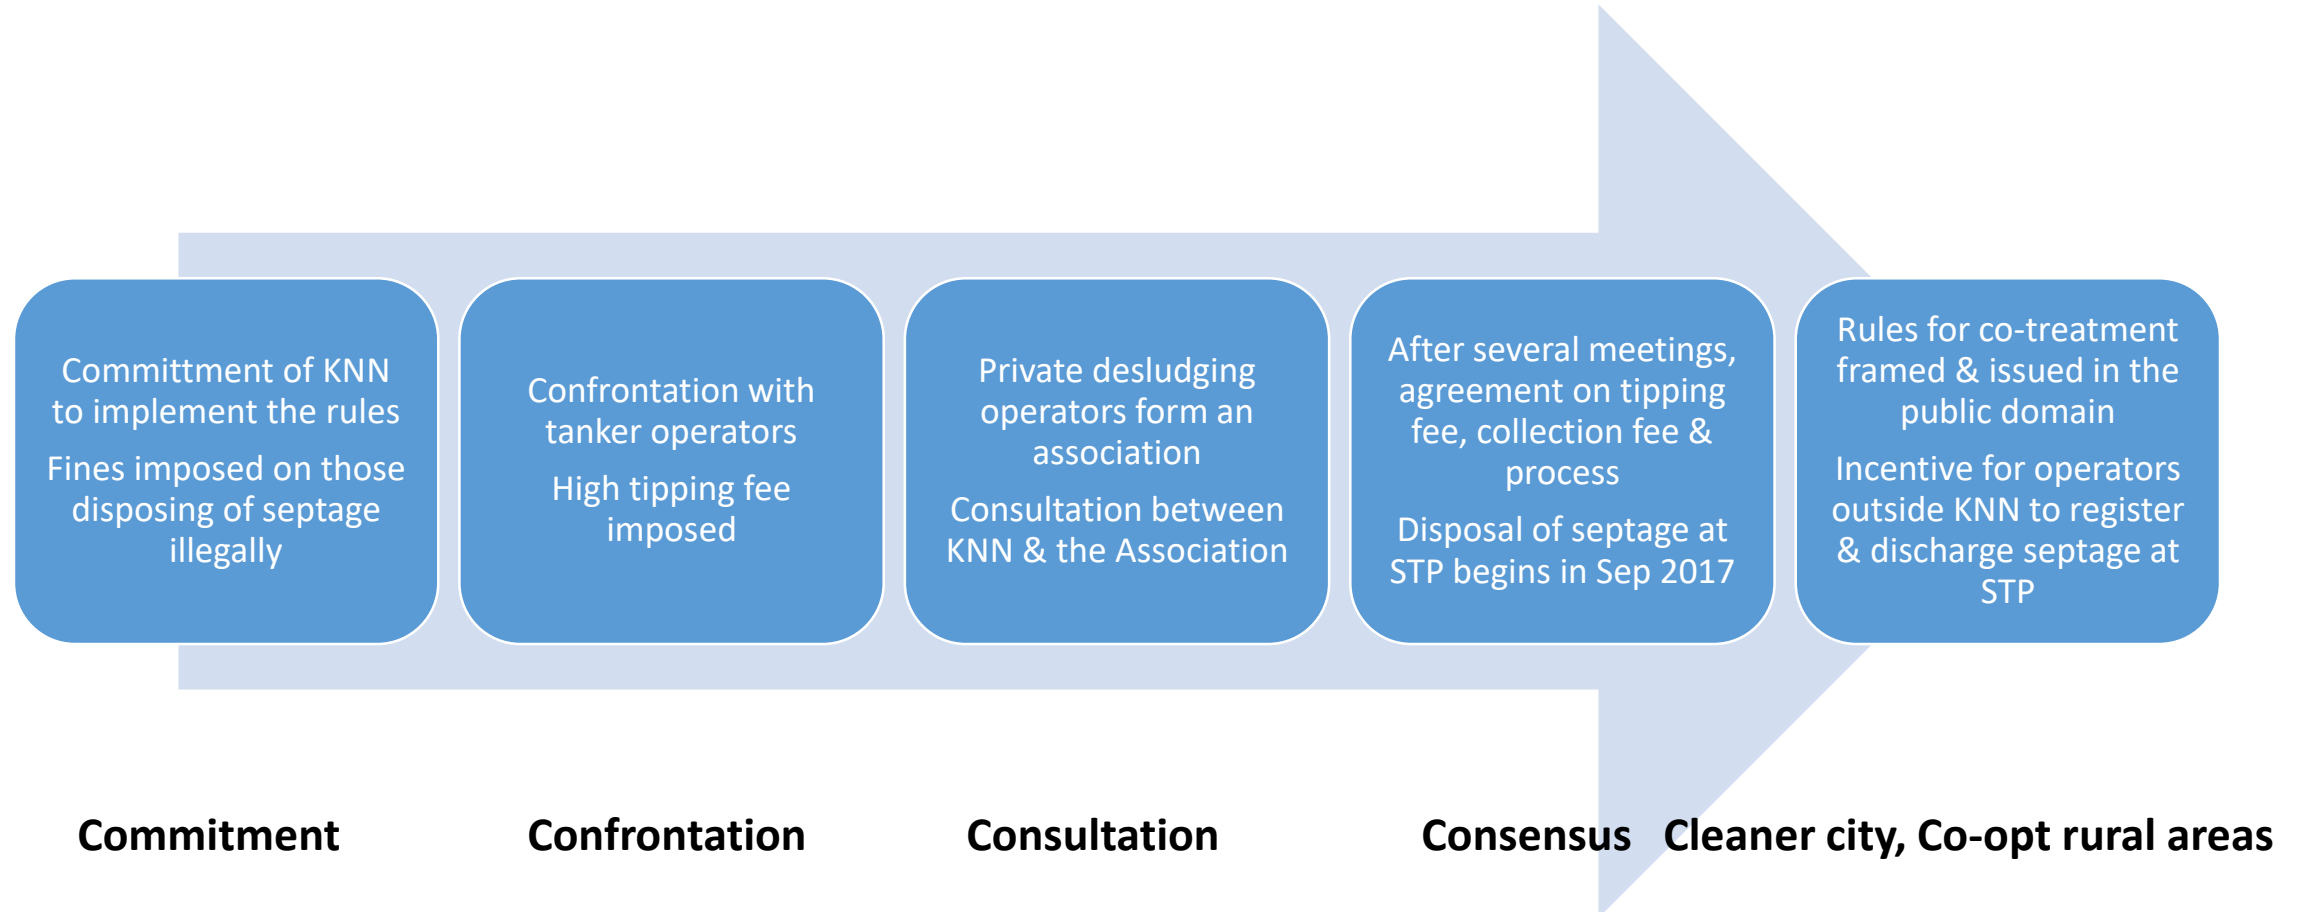 Committment of KNN
to implement the rules
Fines imposed on those
disposing of septage
illegally
Confrontation with
tanker operators
High tipping fee
imposed
Private desludging
operators form an
association
Consultation between
KNN & the Association
After several meetings,
agreement on tipping
fee, collection fee &
process
Disposal of septage at
STP begins in Sep 2017
Rules for co-treatment
framed & issued in the
public domain
Incentive for operators
outside KNN to register
& discharge septage at
STP
Commitment
Confrontation
Consultation
Consensus
Cleaner city, Co-opt rural areas